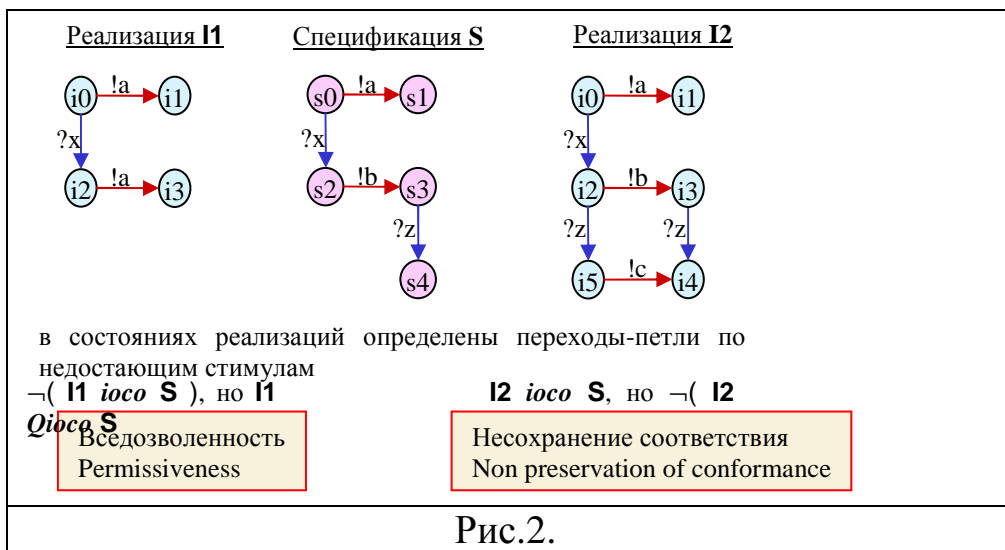 Реализация I1 Спецификация S Реализация I2
i0 !a i1 s0 !a s1 i0 !a i1
?x ?x ?x
i2 !a i3 s2 !b s3 i2 !b i3
?z ?z ?z
s4 i5 !c i4
в состояниях реализаций определены переходы-петли по
недостающим стимулам
¬( I1 ioco S ), но I1 I2 ioco S, но ¬( I2
Qioco S
Вседозволенность Несохранение соответствия
Permissiveness Non preservation of conformance
Рис.2.